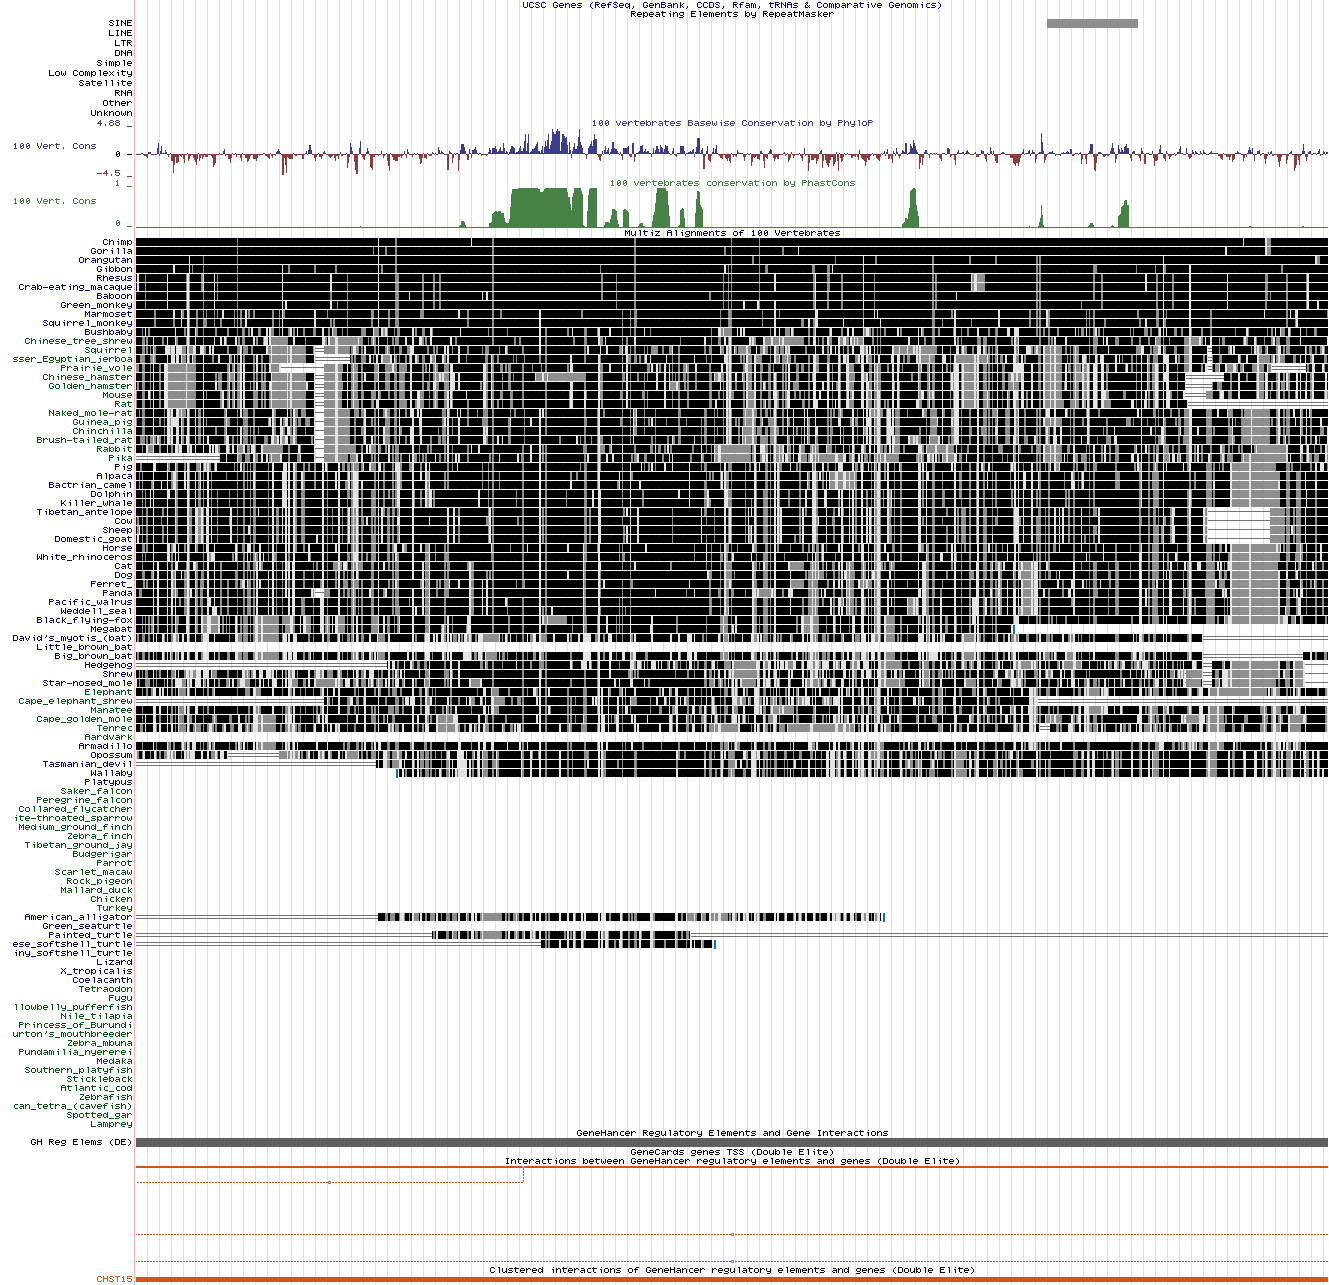 UCSC Genes (RefSeq, GenBank, CCDS, Rfam, tRNAs & Comparative Genomics)
Repeating Elements by RepeatMasker
SINE
LINE
LTR
DNA
Simple
Low Complexity
Satellite
RNA
Other
Unknown
4.88 _
100 vertebrates Basewise Conservation by PhyloP
100 Vert. Cons
0 -
-4.5 _
100 vertebrates conservation by PhastCons
1 _
100 Vert. Cons
0 _
Multiz Alignments of 100 Vertebrates
Chimp
Gorilla
Orangutan
Gibbon
Rhesus
Crab-eating_macaque
Baboon
Green_monkey
Marmoset
Squirrel_monkey
Bushbaby
Chinese_tree_shrew
Squirrel
sser_Egyptian_jerboa
Prairie_vole
Chinese_hamster
Golden_hamster
Mouse
Rat
Naked_mole-rat
Guinea_pig
Chinchilla
Brush-tailed_rat
Rabbit
Pika
Pig
Alpaca
Bactrian_camel
Dolphin
Killer_whale
Tibetan_antelope
Cow
Sheep
Domestic_goat
Horse
White_rhinoceros
Cat
Dog
Ferret_
Panda
Pacific_walrus
Weddell_seal
Black_flying-fox
Megabat
David's_myotis_(bat)
Little_brown_bat
Big_brown_bat
Hedgehog
Shrew
Star-nosed_mole
Elephant
Cape_elephant_shrew
Manatee
Cape_golden_mole
Tenrec
Aardvark
Armadillo
Opossum
Tasmanian_devil
Wallaby
Platypus
Saker_falcon
Peregrine_falcon
Collared_flycatcher
ite-throated_sparrow
Medium_ground_finch
Zebra_finch
Tibetan_ground_jay
Budgerigar
Parrot
Scarlet_macaw
Rock_pigeon
Mallard_duck
Chicken
Turkey
American_alligator
Green_seaturtle
Painted_turtle
ese_softshell_turtle
iny_softshell_turtle
Lizard
X_tropicalis
Coelacanth
Tetraodon
Fugu
llowbelly_pufferfish
Nile_tilapia
Princess_of_Burundi
urton's_mouthbreeder
Zebra_mbuna
Pundamilia_nyererei
Medaka
Southern_platyfish
Stickleback
Atlantic_cod
Zebrafish
can_tetra_(cavefish)
Spotted_gar
Lamprey
GeneHancer Regulatory Elements and Gene Interactions
GH Reg Elems (DE)
GeneCards genes TSS (Double Elite)
Interactions between GeneHancer regulatory elements and genes (Double Elite)
Clustered interactions of GeneHancer regulatory elements and genes (Double Elite)
CHST15